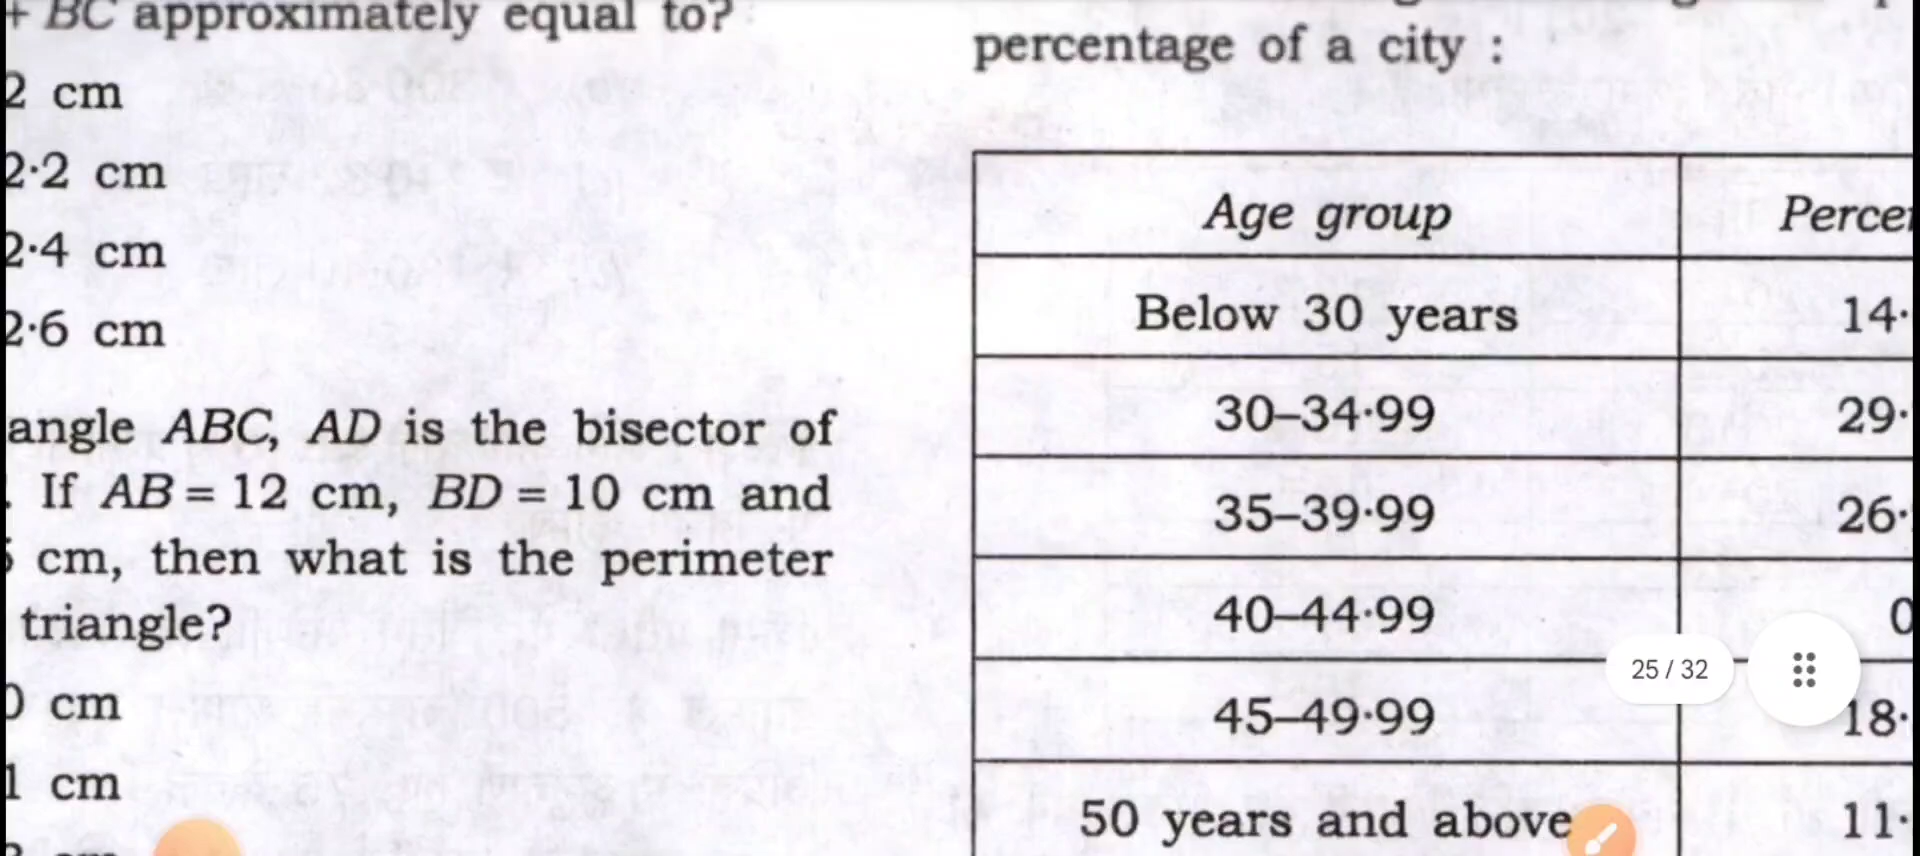 + BC approximately equal to?
2 cm
2·2 cm
2·4 cm
2·6 cm
angle ABC, AD is the bisector of
. If AB = 12 cm, BD = 10 cm and
cm, then what is the perimeter
triangle?
0 cm
1 cm
percentage of a city :
Age group
Below 30 years 14·
30–34·99 29·
35–39·99 26·
40–44·99 0
45–49·99 18·
50 years and above 11·
25 / 32